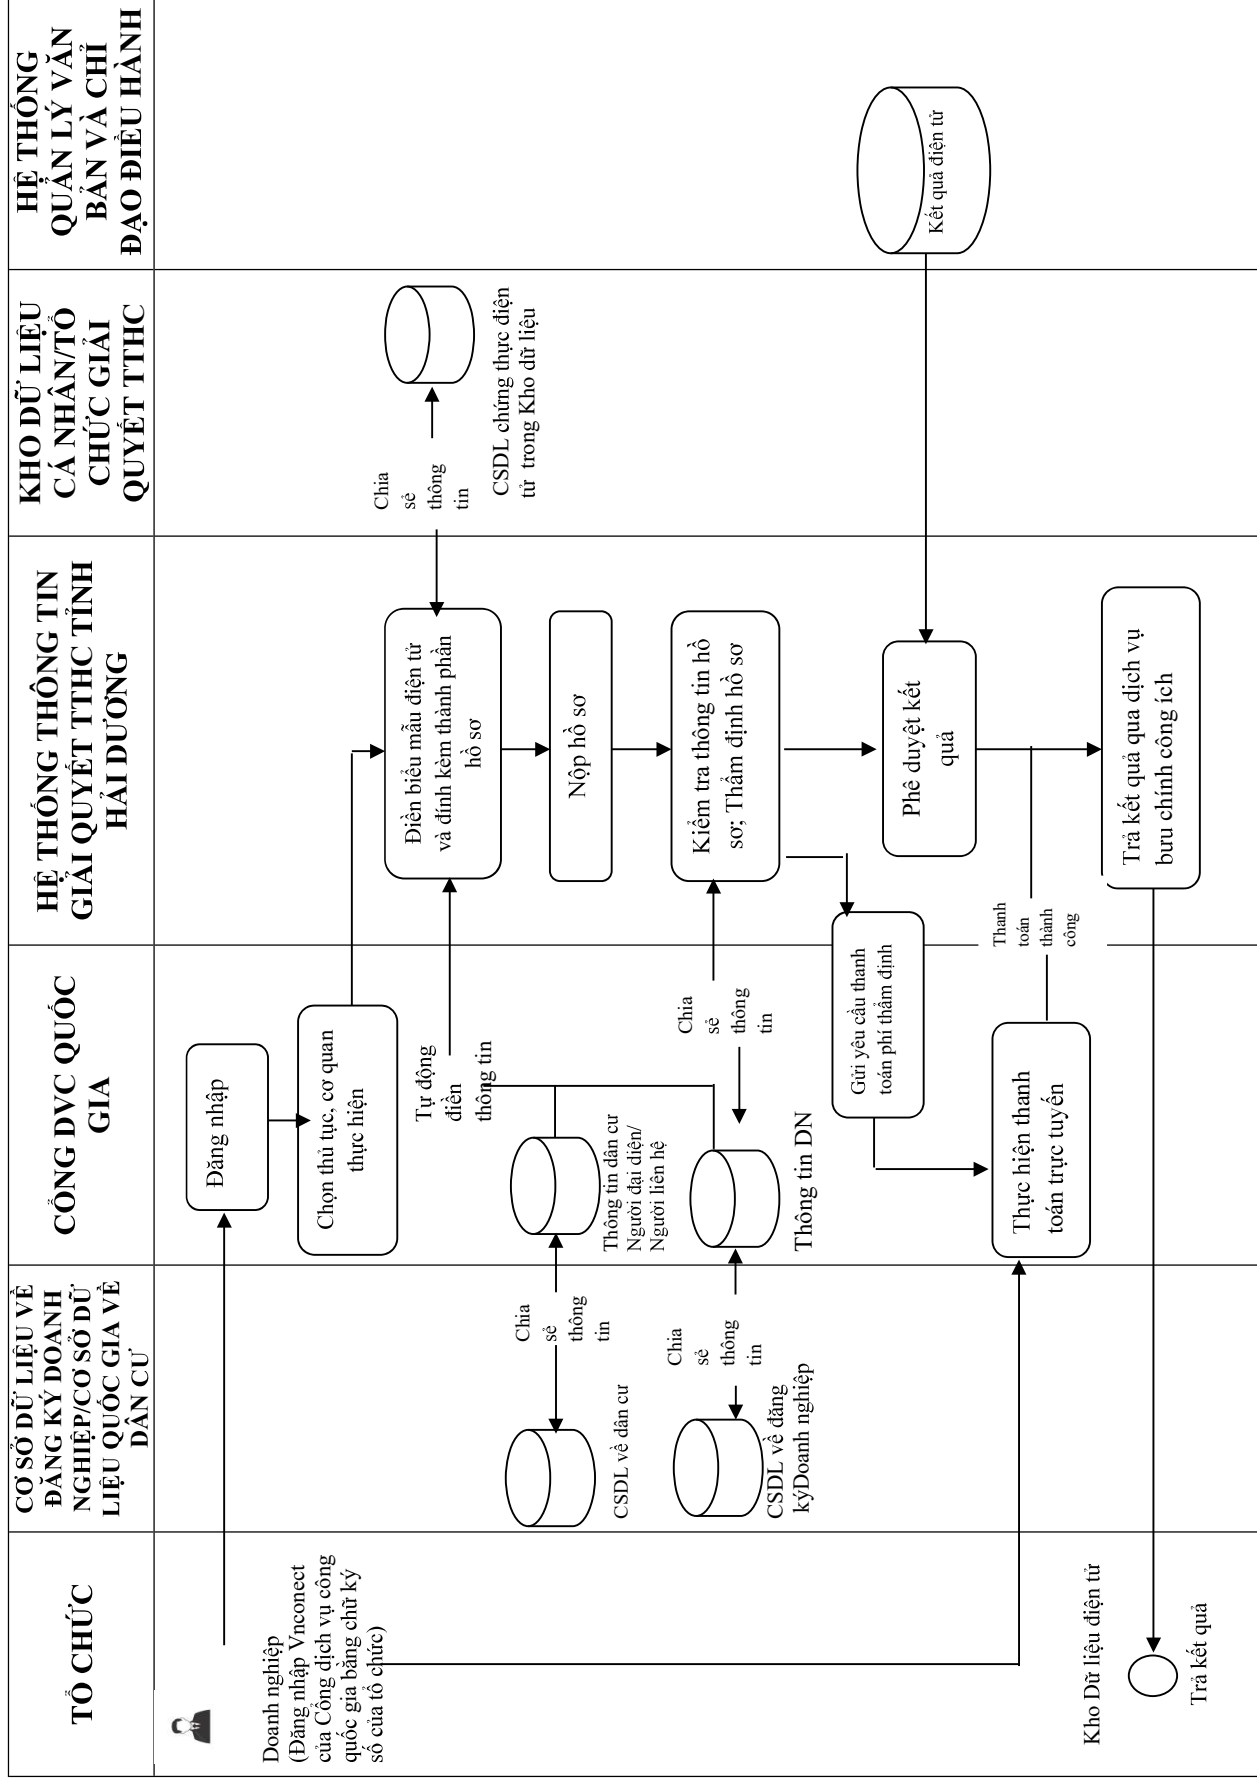 TỔ CHỨC
CƠ SỞ DỮ LIỆU VỀ
ĐĂNG KÝ DOANH
NGHIỆP/CƠ SỞ DỮ
LIỆU QUỐC GIA VỀ
DÂN CƯ
CỔNG DVC QUỐC
GIA
HỆ THỐNG THÔNG TIN
GIẢI QUYẾT TTHC TỈNH
HẢI DƯƠNG
KHO DỮ LIỆU
CÁ NHÂN/TỔ
CHỨC GIẢI
QUYẾT TTHC
HỆ THỐNG
QUẢN LÝ VĂN
BẢN VÀ CHỈ
ĐẠO ĐIỀU HÀNH
Doanh nghiệp
(Đăng nhập Vnconect
của Cổng dịch vụ công
quốc gia bằng chữ ký
số của tổ chức)
Đăng nhập
Chọn thủ tục, cơ quan
thực hiện
Điền biểu mẫu điện tử
và đính kèm thành phần
hồ sơ
Chia
sẻ
thông
tin
CSDL chứng thực điện
tử trong Kho dữ liệu
Tự động
điền
thông tin
Nộp hồ sơ
CSDL về dân cư
Chia
sẻ
thông
tin
Thông tin dân cư
Người đại diện/
Người liên hệ
Kiểm tra thông tin hồ
sơ; Thẩm định hồ sơ
Chia
sẻ
thông
tin
CSDL về đăng
kýDoanh nghiệp
Chia
sẻ
thông
tin
Thông tin DN
Gửi yêu cầu thanh
toán phí thẩm định
Phê duyệt kết
quả
Kết quả điện tử
Thực hiện thanh
toán trực tuyến
Thanh
toán
thành
công
Trả kết quả qua dịch vụ
bưu chính công ích
Kho Dữ liệu điện tử
Trả kết quả